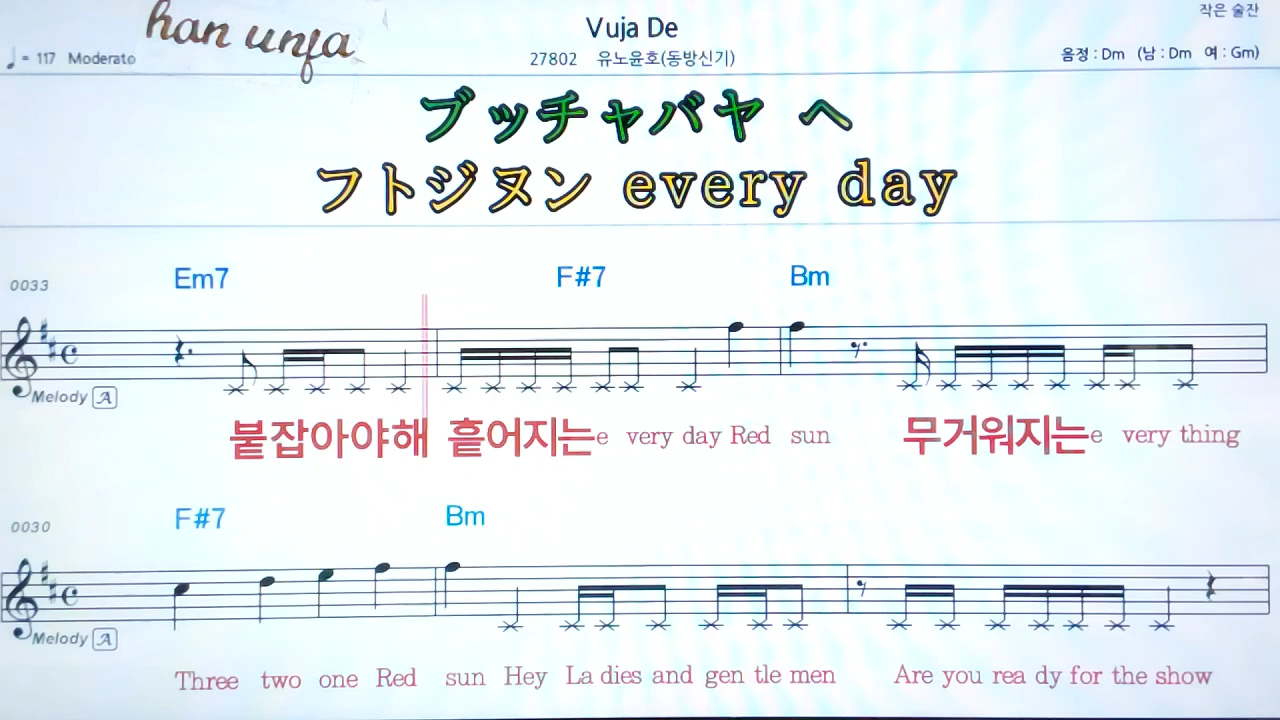 han unfa
Vuja De
작은 술잔
♩= 117 Moderato
27802 유노윤호(동방신기)
음정 : Dm (남 : Dm 여 : Gm)
ブッチャバヤ ヘ
フトジヌン every day
0033
Em7 F#7 Bm
Melody A
붙잡아야해 흩어지는e very day Red sun 무거워지는e very thing
0030
F#7 Bm
Melody A
Three two one Red sun Hey La dies and gen tle men Are you rea dy for the show